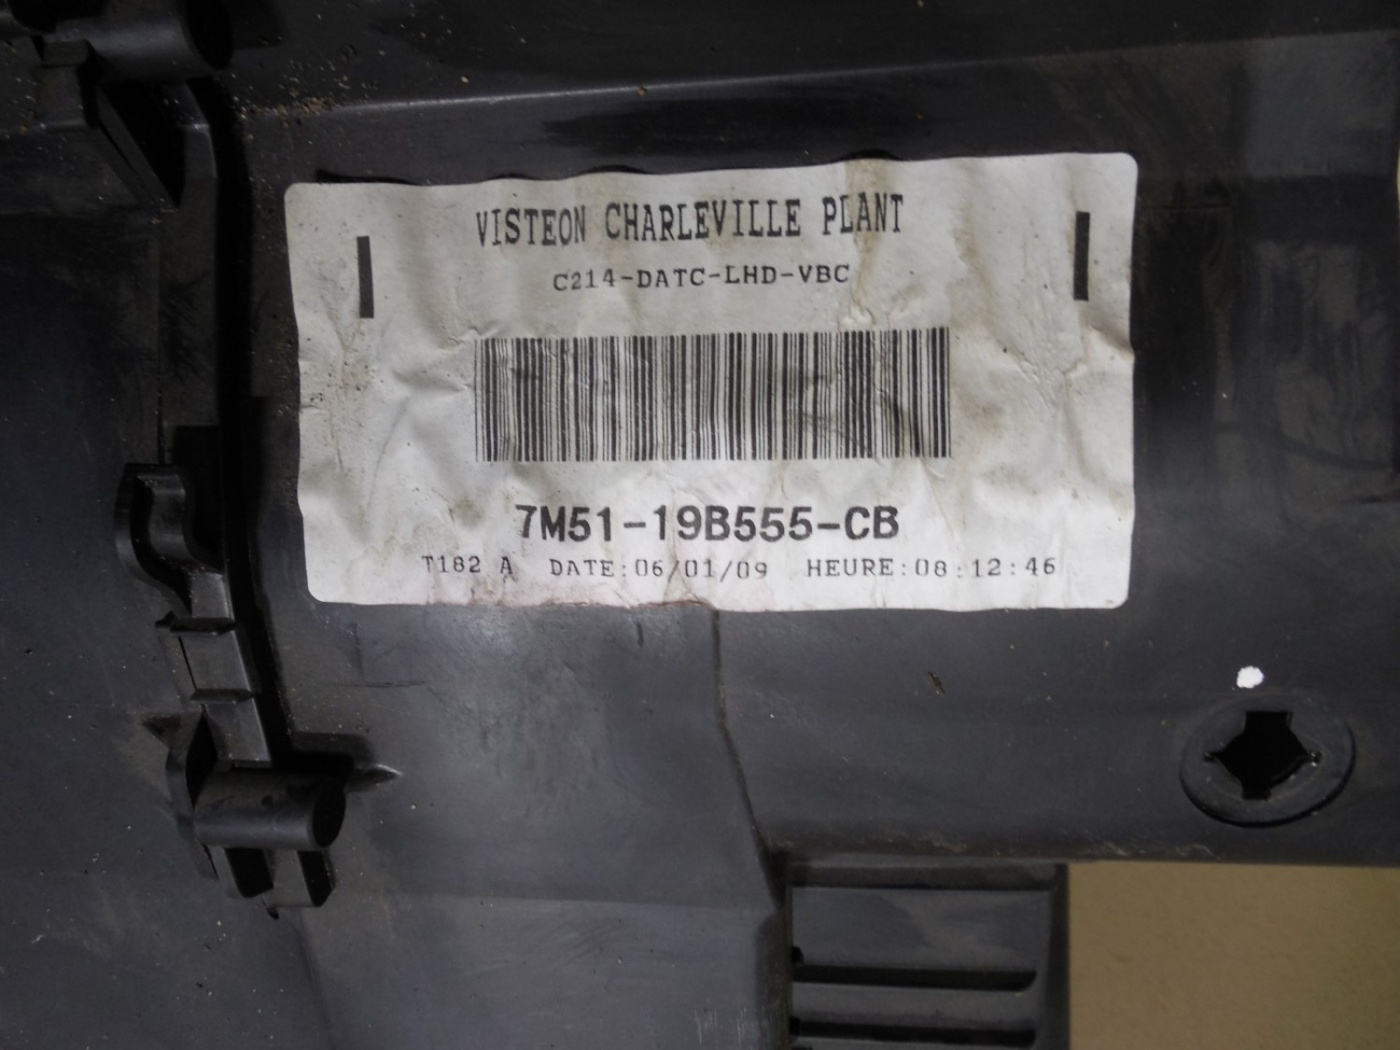 VISTEON CHARLEVILLE PLANT
C214-DATC-LHD-VBC
7M51-19B555-CB
T182 A DATE:06/01/09 HEURE:08:12:46